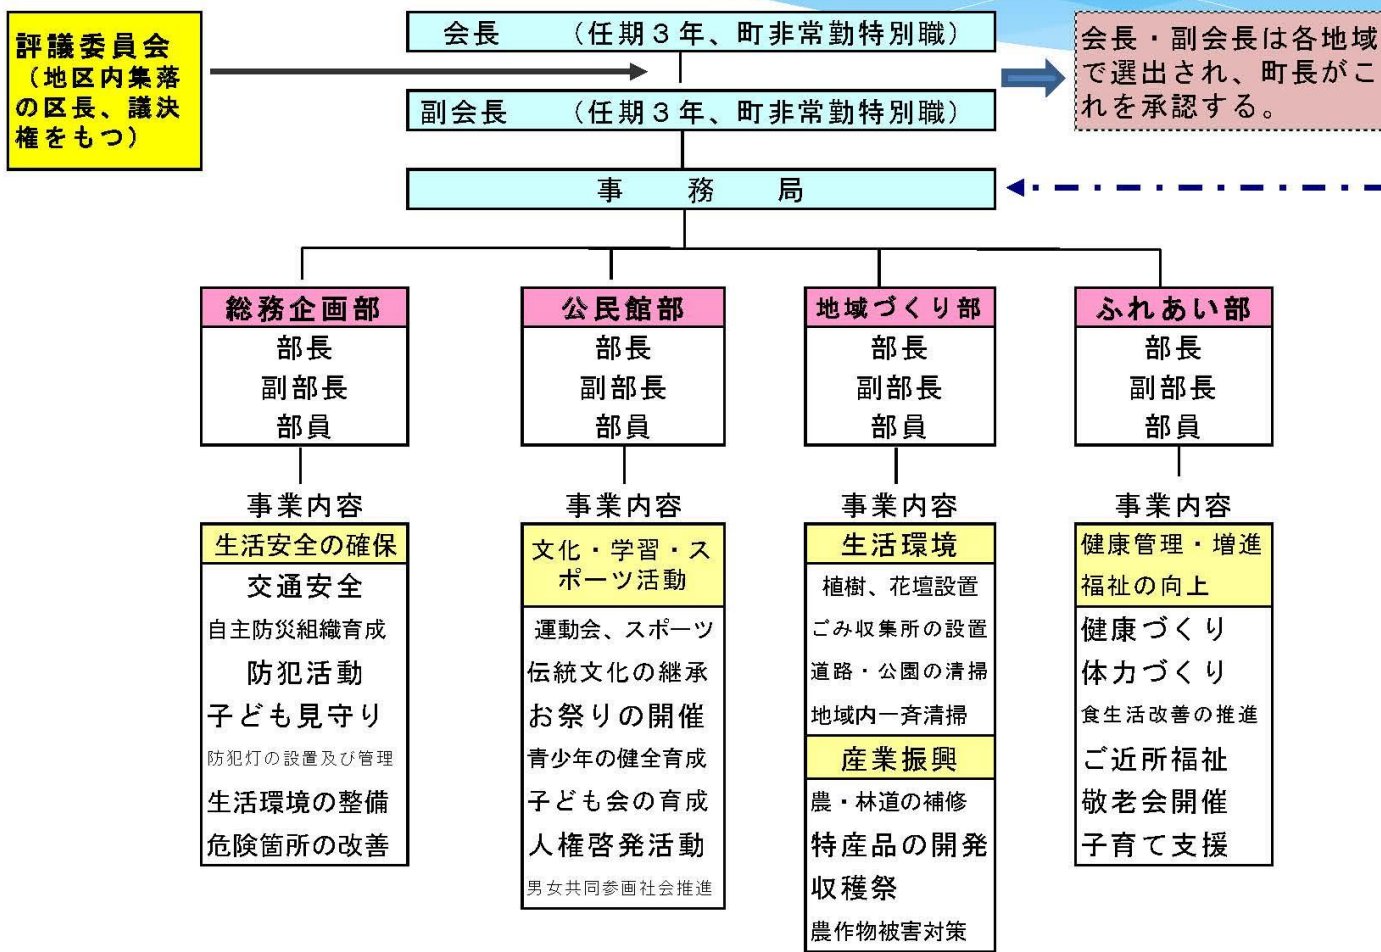 評議委員会
（地区内集落
の区長、議決
権をもつ）
会長　　（任期３年、町非常勤特別職）
副会長　　（任期３年、町非常勤特別職）
会長・副会長は各地域
で選出され、町長がこ
れを承認する。
事　務　局
総務企画部
部長
副部長
部員
事業内容
生活安全の確保
交通安全
自主防災組織育成
防犯活動
子ども見守り
防犯灯の設置及び管理
生活環境の整備
危険箇所の改善
公民館部
部長
副部長
部員
事業内容
文化・学習・ス
ポーツ活動
運動会、スポーツ
伝統文化の継承
お祭りの開催
青少年の健全育成
子ども会の育成
人権啓発活動
男女共同参画社会推進
地域づくり部
部長
副部長
部員
事業内容
生活環境
植樹、花壇設置
ごみ収集所の設置
道路・公園の清掃
地域内一斉清掃
産業振興
農・林道の補修
特産品の開発
収穫祭
農作物被害対策
ふれあい部
部長
副部長
部員
事業内容
健康管理・増進
福祉の向上
健康づくり
体力づくり
食生活改善の推進
ご近所福祉
敬老会開催
子育て支援